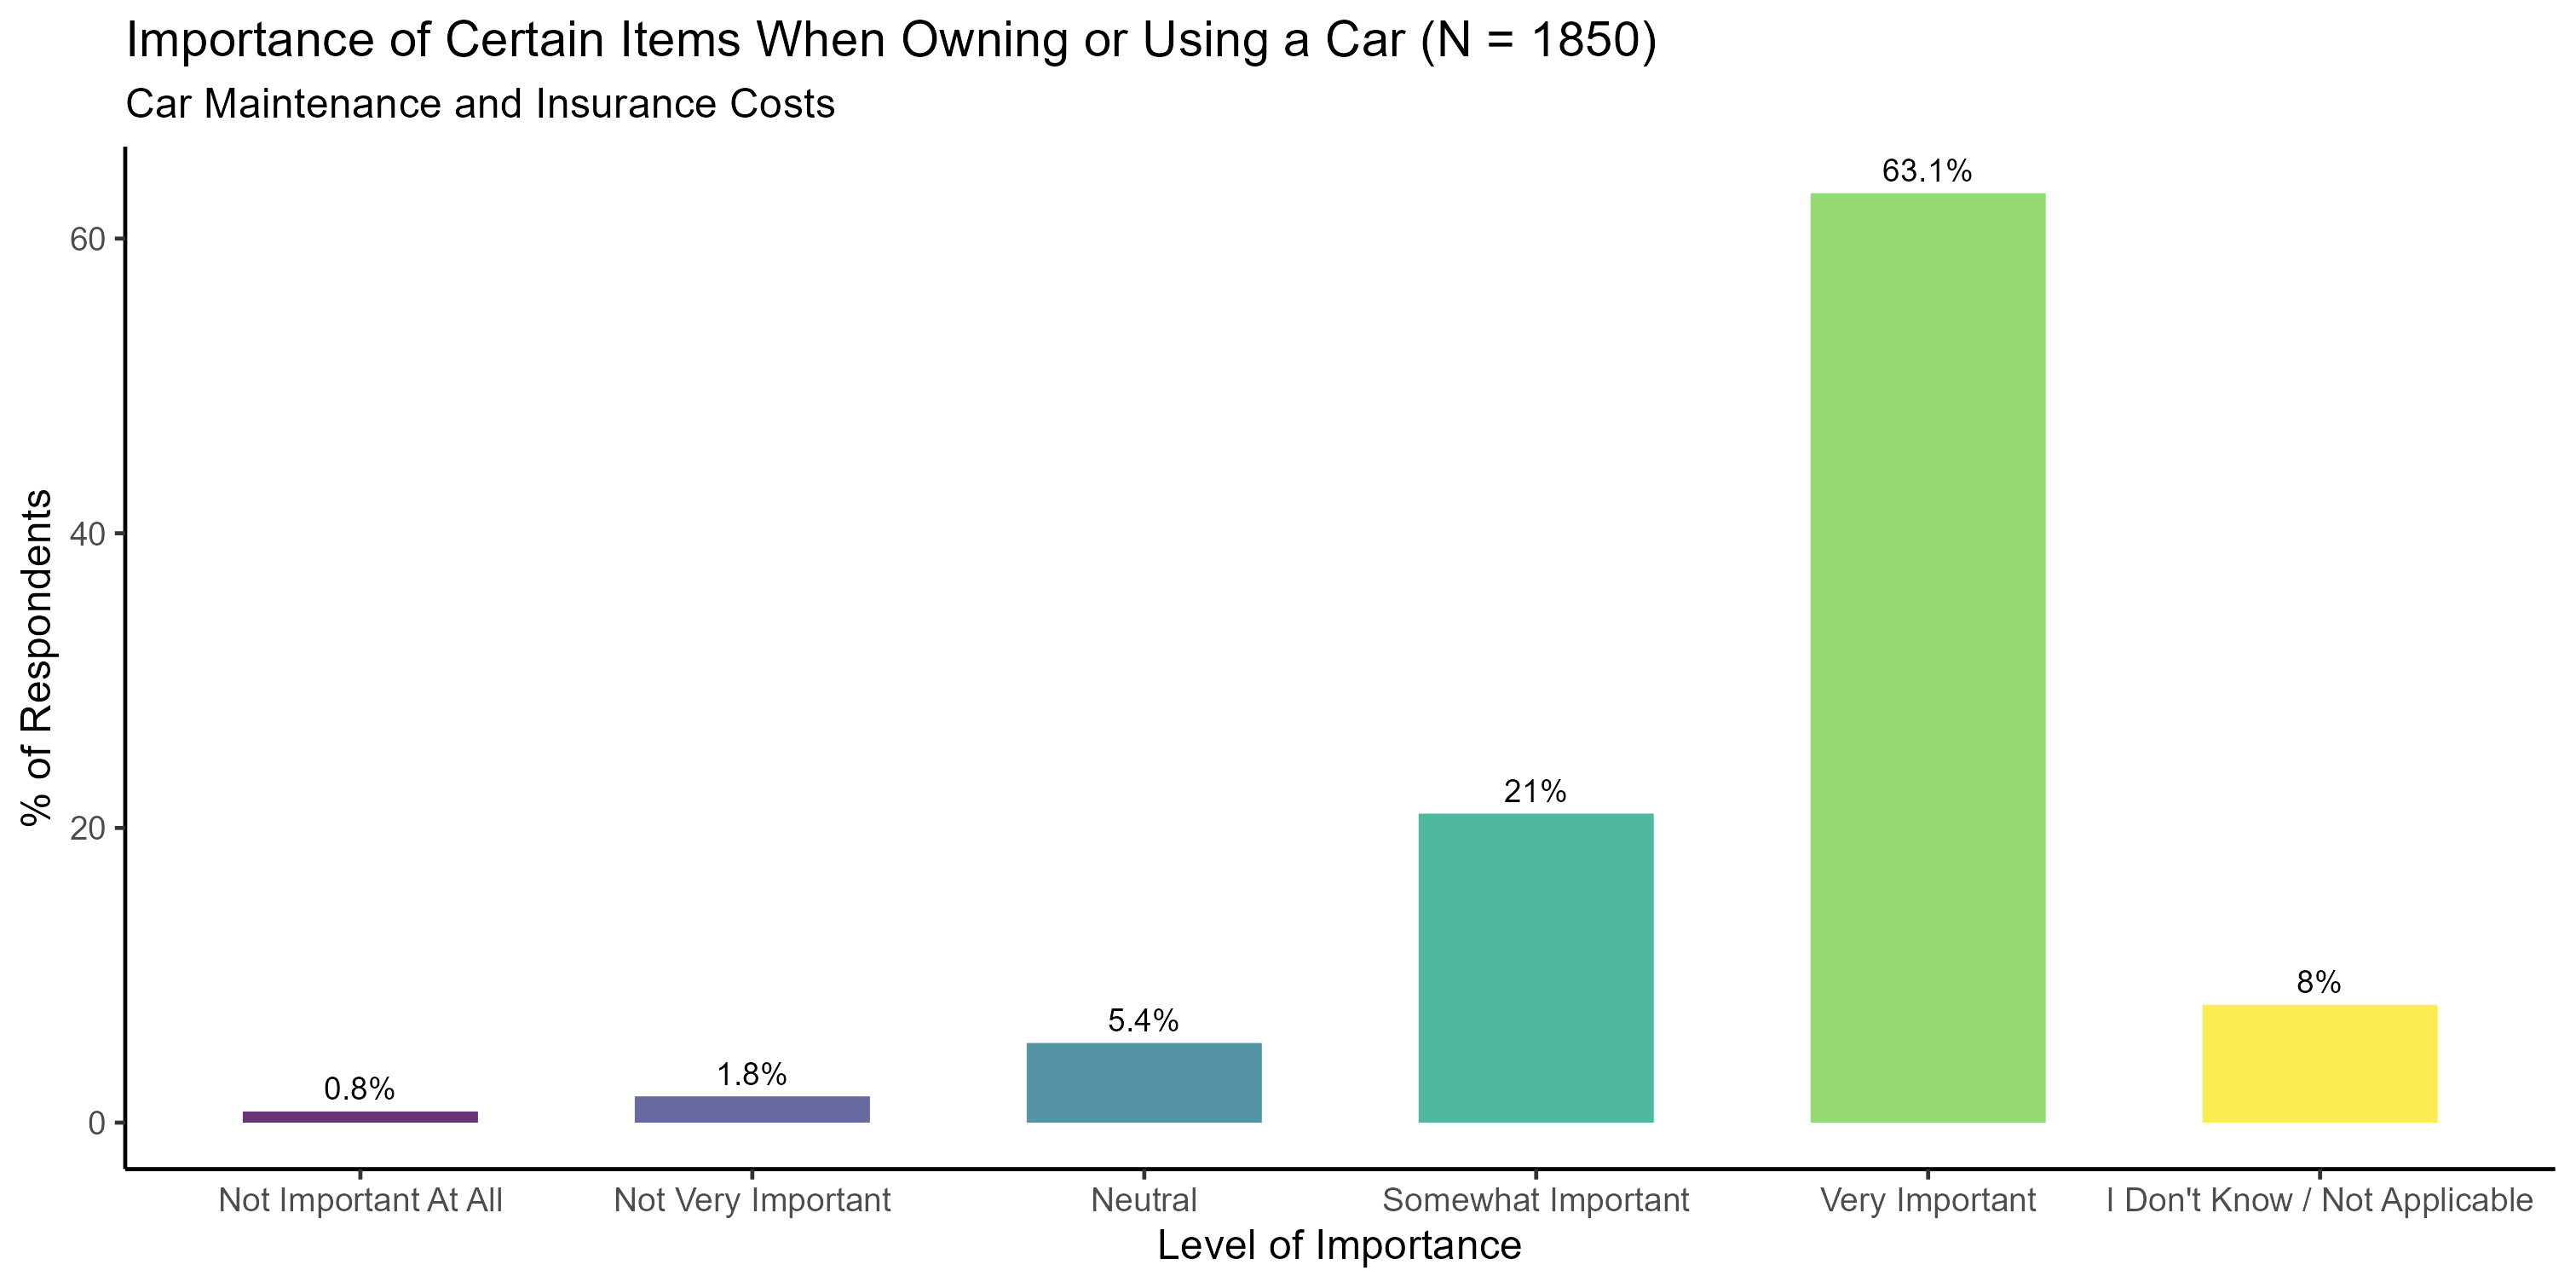 Importance of Certain Items When Owning or Using a Car (N = 1850)
Car Maintenance and Insurance Costs
% of Respondents
60
40
20
0
0.8%
1.8%
5.4%
21%
63.1%
8%
Not Important At All
Not Very Important
Neutral
Somewhat Important
Very Important
I Don't Know / Not Applicable
Level of Importance